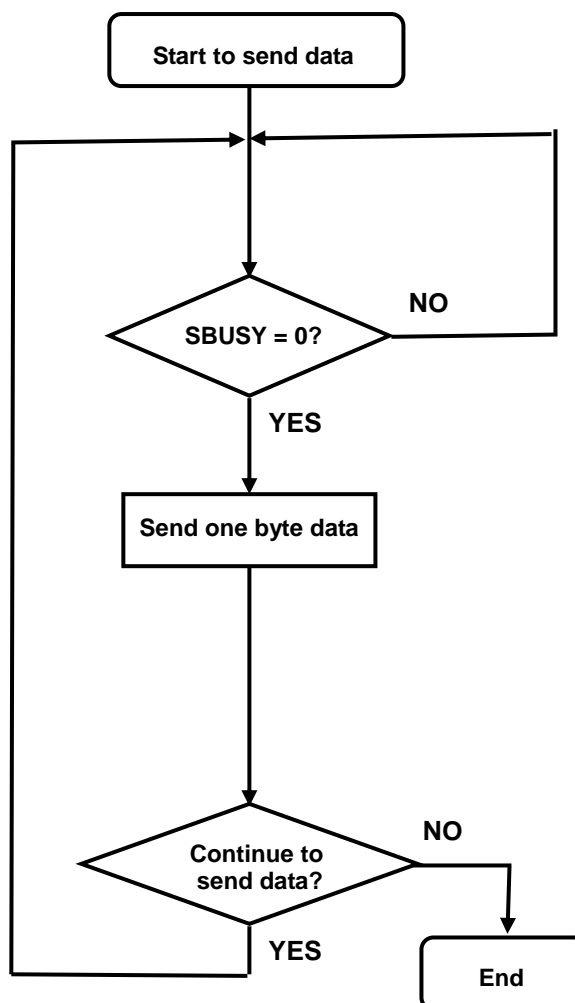 Start to send data
SBUSY = 0?
NO
YES
Send one byte data
Continue to
send data?
NO
YES
End